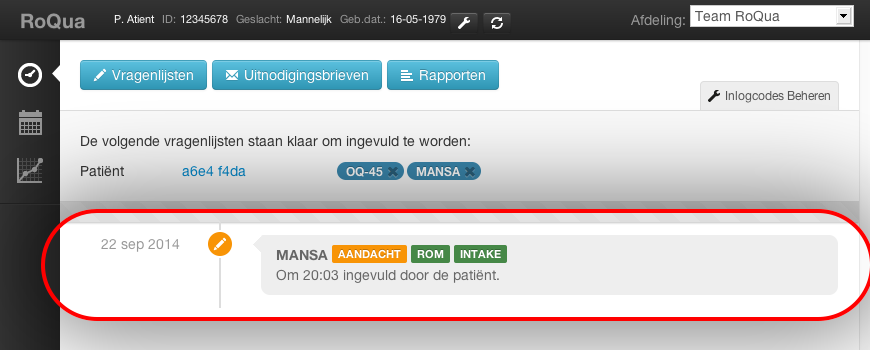 RoQua P. Atient ID: 12345678 Geslacht: Mannelijk Geb.dat.: 16-05-1979 Afdeling: Team RoQua
Vragenlijsten Uitnodigingsbrieven Rapporten
Inlogcodes Beheren
De volgende vragenlijsten staan klaar om ingevuld te worden:
Patiënt a6e4 f4da OQ-45 MANSA
22 sep 2014 MANSA AANDACHT ROM INTAKE
Om 20:03 ingevuld door de patiënt.